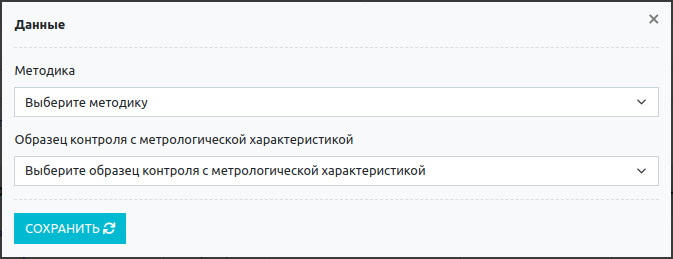 Данные
Методика
Выберите методику
Образец контроля с метрологической характеристикой
Выберите образец контроля с метрологической характеристикой
СОХРАНИТЬ